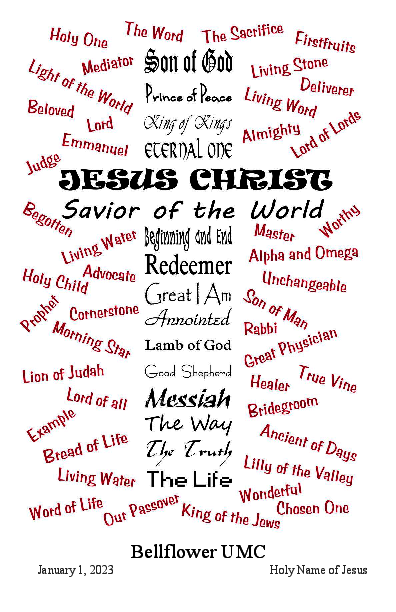 Holy One
The Word
The Sacrifice
Firstfruits
Light of the World
Mediator
Son of God
Living Stone
Deliverer
Beloved
Prince of Peace
Living Word
Lord
King of Kings
Almighty
Lord of Lords
Emmanuel
Eternal One
Judge
JESUS CHRIST
Savior of the World
Begotten
Worthy
Living Water
Beginning and End
Master
Alpha and Omega
Holy Child
Advocate
Redeemer
Unchangeable
Prophet
Cornerstone
Great I Am
Son of Man
Morning Star
Annointed
Rabbi
Lamb of God
Great Physician
Lion of Judah
Good Shepherd
Healer
True Vine
Lord of all
Messiah
Bridegroom
Example
The Way
Ancient of Days
Bread of Life
The Truth
Lilly of the Valley
Living Water
The Life
Wonderful
Word of Life
Our Passover
King of the Jews
Chosen One
Bellflower UMC
January 1, 2023
Holy Name of Jesus